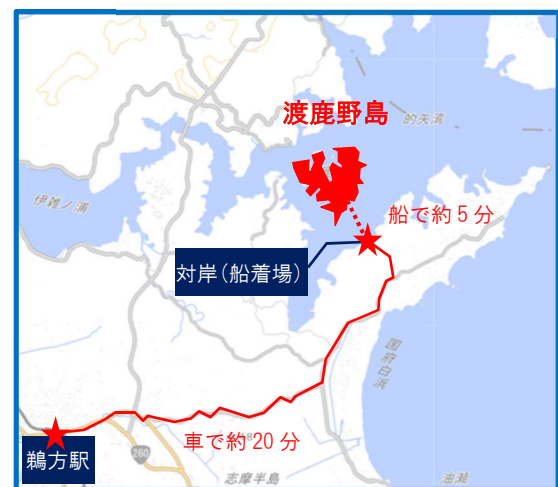 渡鹿野島
的矢湾
伊雑ノ浦
船で約5分
対岸(船着場)
国府白浜
車で約20分
鵜方駅
260
志摩半島
油瀬